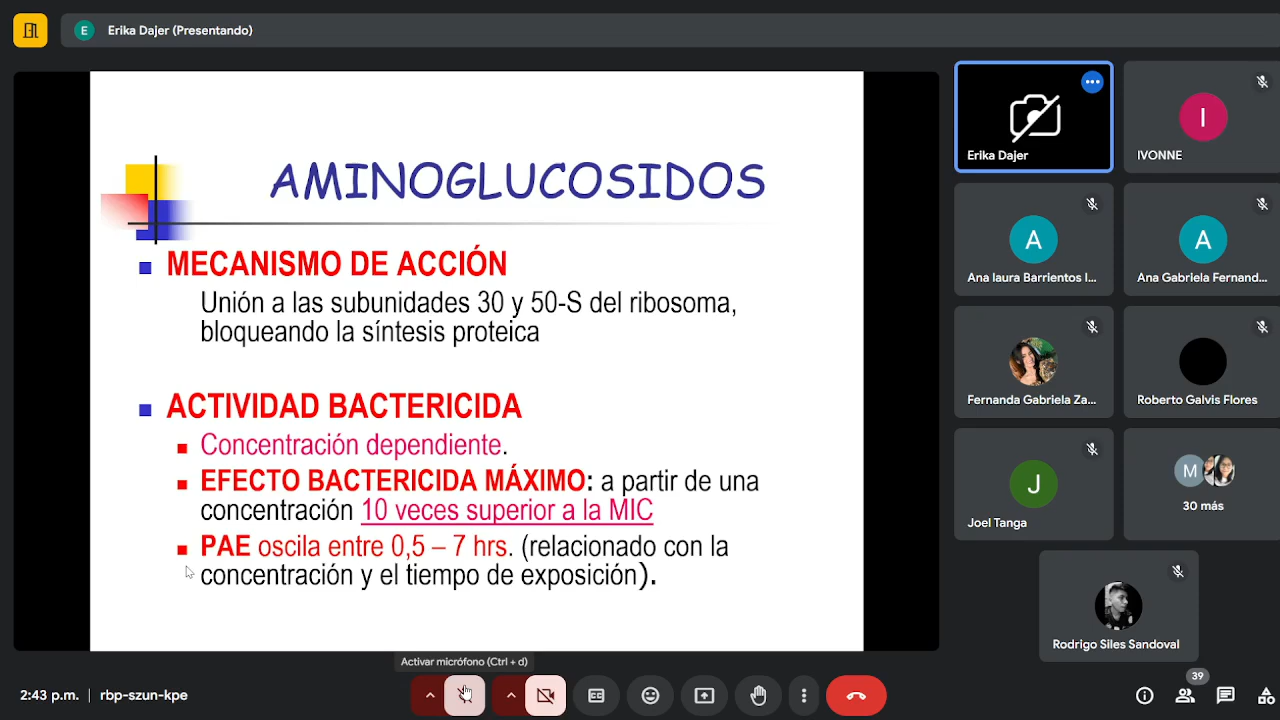 E
Erika Dajer (Presentando)
AMINOGLUCOSIDOS
MECANISMO DE ACCIÓN
Unión a las subunidades 30 y 50-S del ribosoma,
bloqueando la síntesis proteica
ACTIVIDAD BACTERICIDA
Concentración dependiente.
EFECTO BACTERICIDA MÁXIMO: a partir de una
concentración 10 veces superior a la MIC
PAE oscila entre 0,5 – 7 hrs. (relacionado con la
concentración y el tiempo de exposición).
Erika Dajer
I
IVONNE
A
Ana laura Barrientos I...
A
Ana Gabriela Fernand...
Fernanda Gabriela Za...
Roberto Galvis Flores
J
Joel Tanga
M
30 más
Rodrigo Siles Sandoval
Activar micrófono (Ctrl + d)
2:43 p.m. | rbp-szun-kpe
39